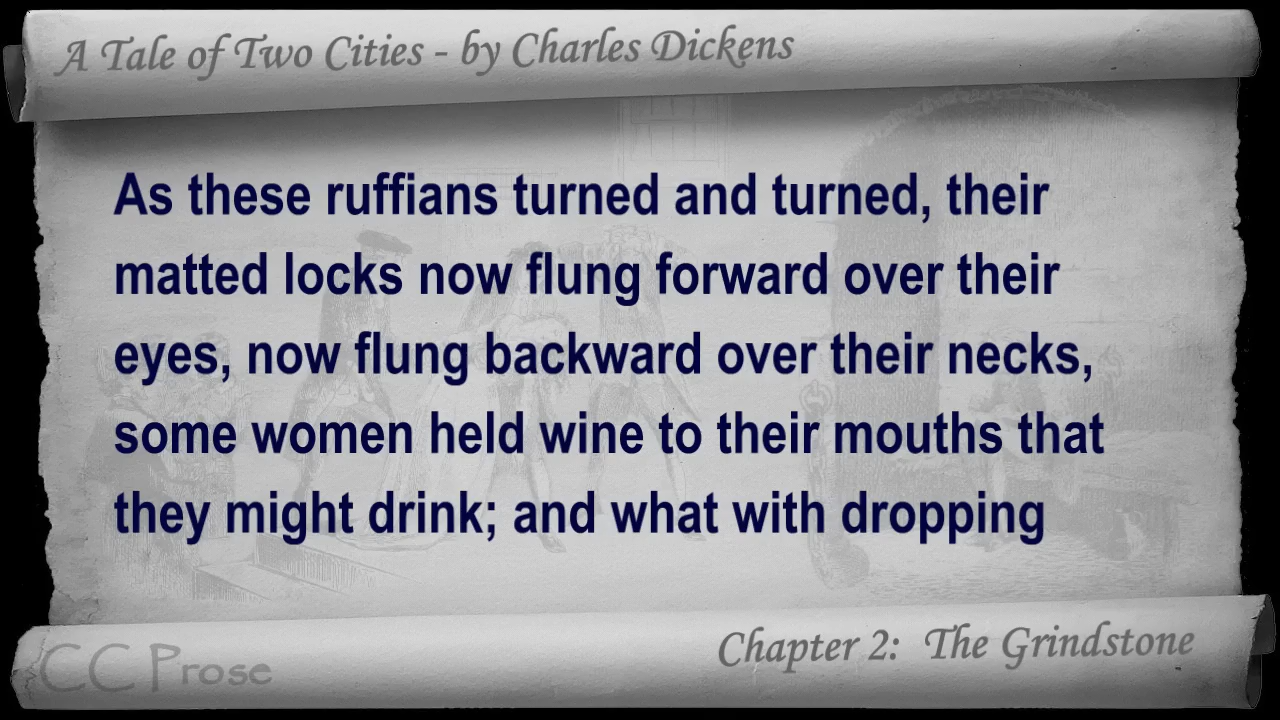 A Tale of Two Cities - by Charles Dickens
As these ruffians turned and turned, their
matted locks now flung forward over their
eyes, now flung backward over their necks,
some women held wine to their mouths that
they might drink; and what with dropping
Chapter 2: The Grindstone
CC Prose